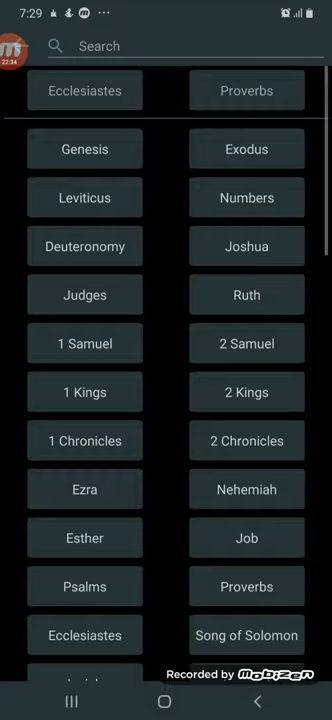 7:29
Search
22:34
Ecclesiastes Proverbs
Genesis Exodus
Leviticus Numbers
Deuteronomy Joshua
Judges Ruth
1 Samuel 2 Samuel
1 Kings 2 Kings
1 Chronicles 2 Chronicles
Ezra Nehemiah
Esther Job
Psalms Proverbs
Ecclesiastes Song of Solomon
Recorded by mobizen